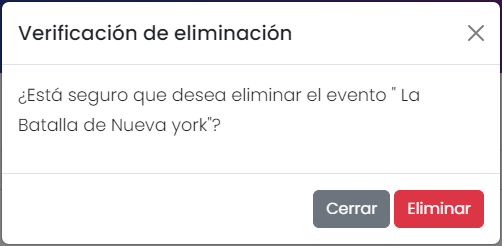 Verificación de eliminación
¿Está seguro que desea eliminar el evento " La
Batalla de Nueva york"?
Cerrar
Eliminar